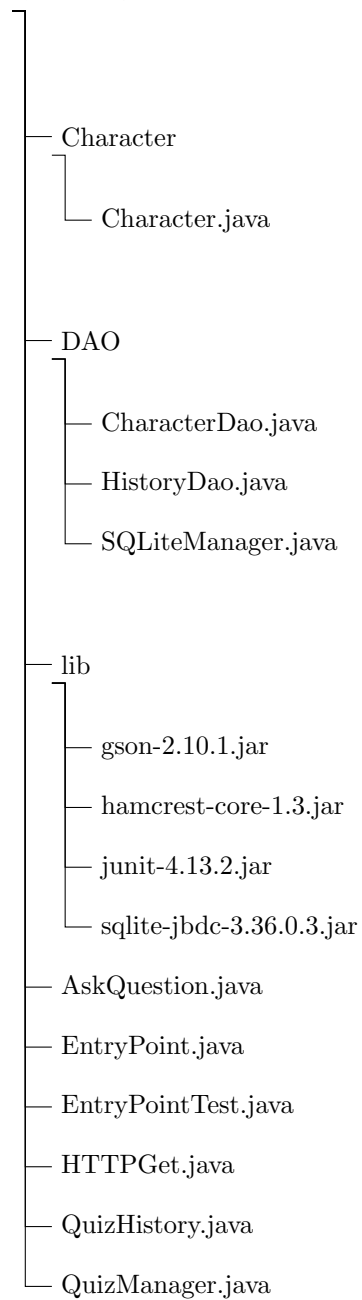 Character
Character.java
DAO
CharacterDao.java
HistoryDao.java
SQLiteManager.java
lib
gson-2.10.1.jar
hamcrest-core-1.3.jar
junit-4.13.2.jar
sqlite-jbdc-3.36.0.3.jar
AskQuestion.java
EntryPoint.java
EntryPointTest.java
HTTPGet.java
QuizHistory.java
QuizManager.java